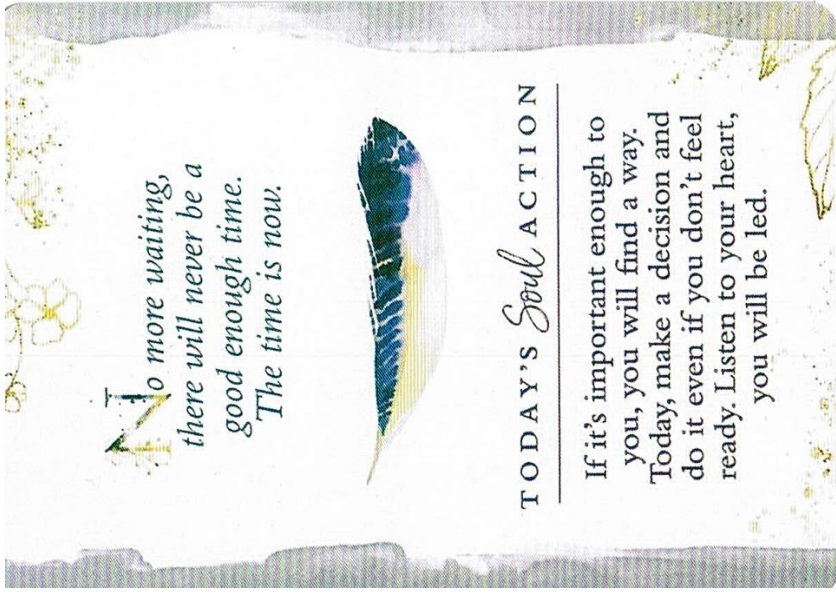 No more waiting,
there will never be a
good enough time.
The time is now.
TODAY'S Soul ACTION
If it's important enough to
you, you will find a way.
Today, make a decision and
do it even if you don't feel
ready. Listen to your heart,
you will be led.